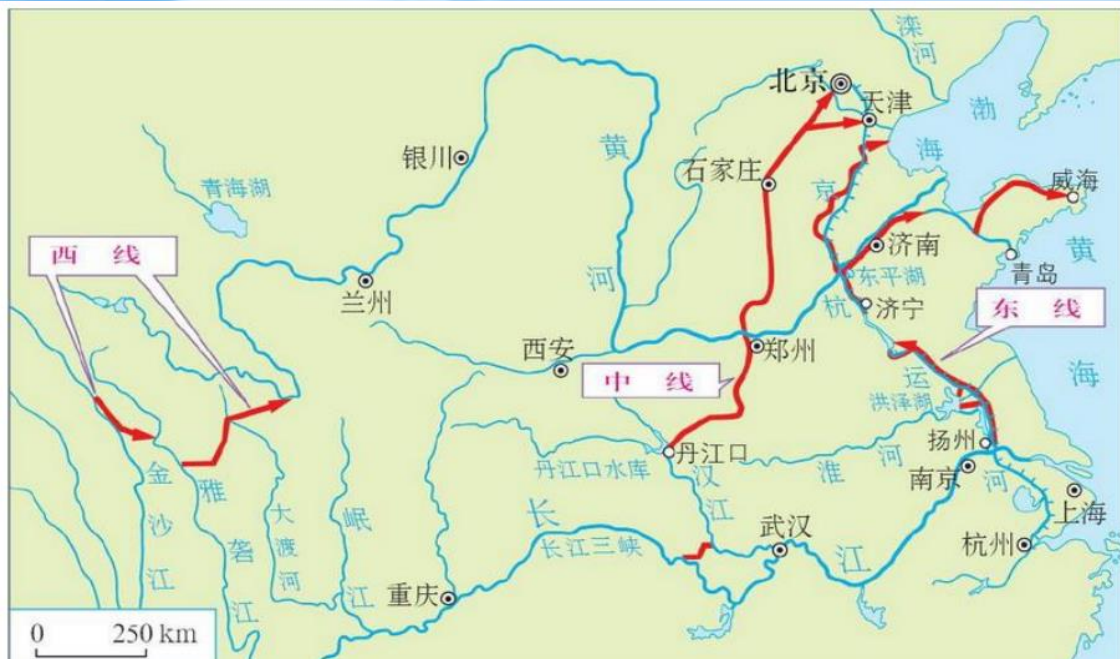 滦河
北京
天津
渤海
银川
黄河
石家庄
威海
青海湖
京杭运河
济南
青岛
黄海
西 线
东平湖
兰州
济宁
东 线
西安
郑州
中 线
洪泽湖
扬州
丹江口
丹江口水库
汉江
淮河
南京
上海
金沙江
雅砻江
大渡河
岷江
长江
长江三峡
武汉
杭州
重庆
0 250 km